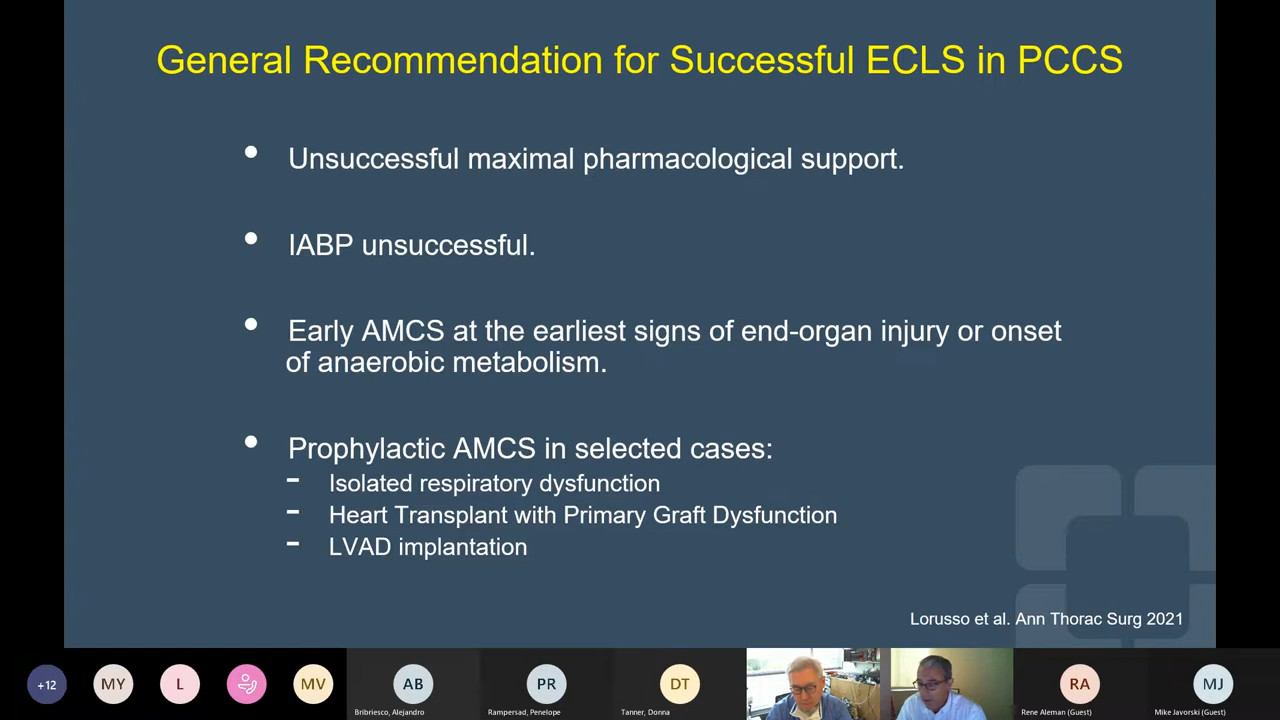 General Recommendation for Successful ECLS in PCCS
• Unsuccessful maximal pharmacological support.
• IABP unsuccessful.
• Early AMCS at the earliest signs of end-organ injury or onset
of anaerobic metabolism.
• Prophylactic AMCS in selected cases:
- Isolated respiratory dysfunction
- Heart Transplant with Primary Graft Dysfunction
- LVAD implantation
Lorusso et al. Ann Thorac Surg 2021
+12
MY
L
MV
AB
Bribriesco, Alejandro
PR
Rampersad, Penelope
DT
Tanner, Donna
RA
Rene Aleman (Guest)
MJ
Mike Javorski (Guest)